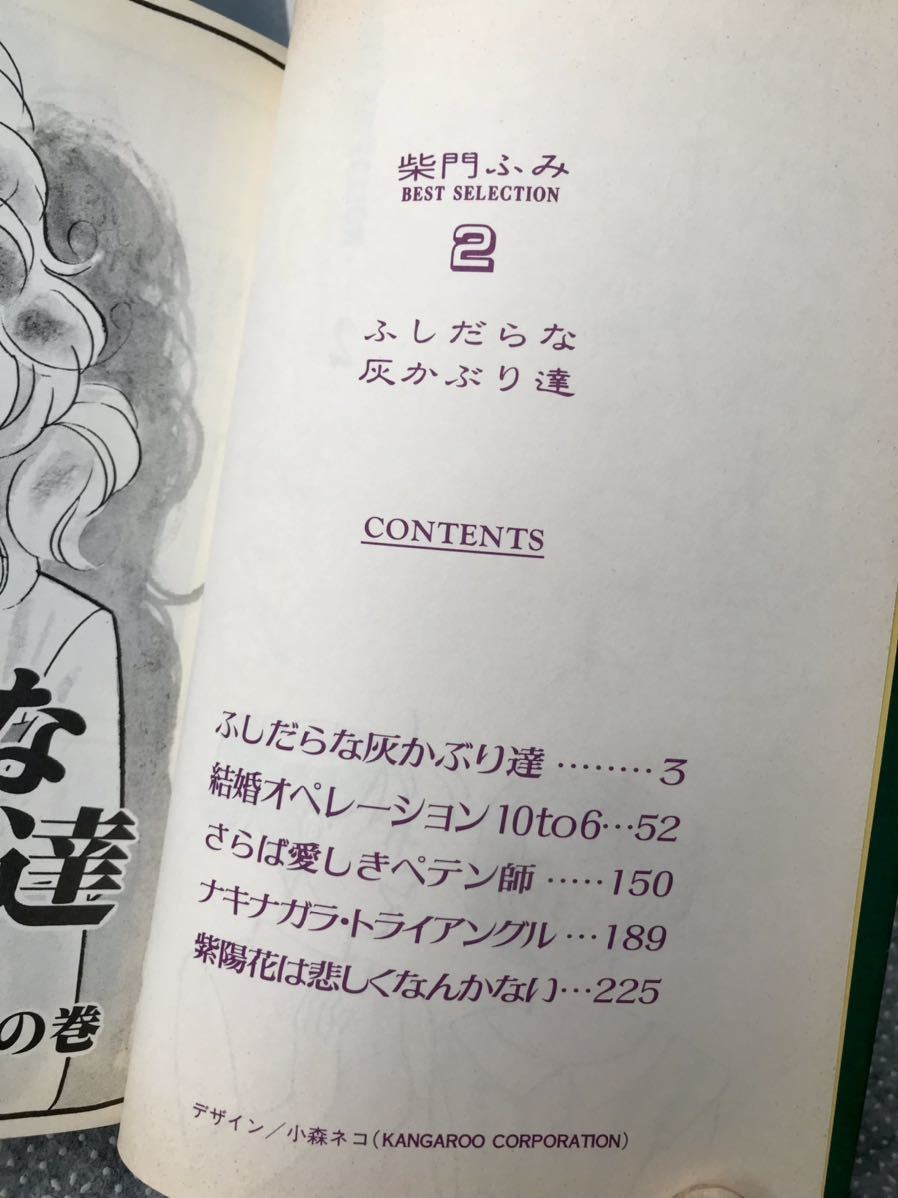 柴門ふみ
BEST SELECTION
2
ふしだらな
灰かぶり達
CONTENTS
ふしだらな灰かぶり達………3
結婚オペレーション10to6…52
さらば愛しきペテン師……150
ナキナガラ・トライアングル…189
紫陽花は悲しくなんかない…225
デザイン／小森ネコ(KANGAROO CORPORATION)
な
達
の巻